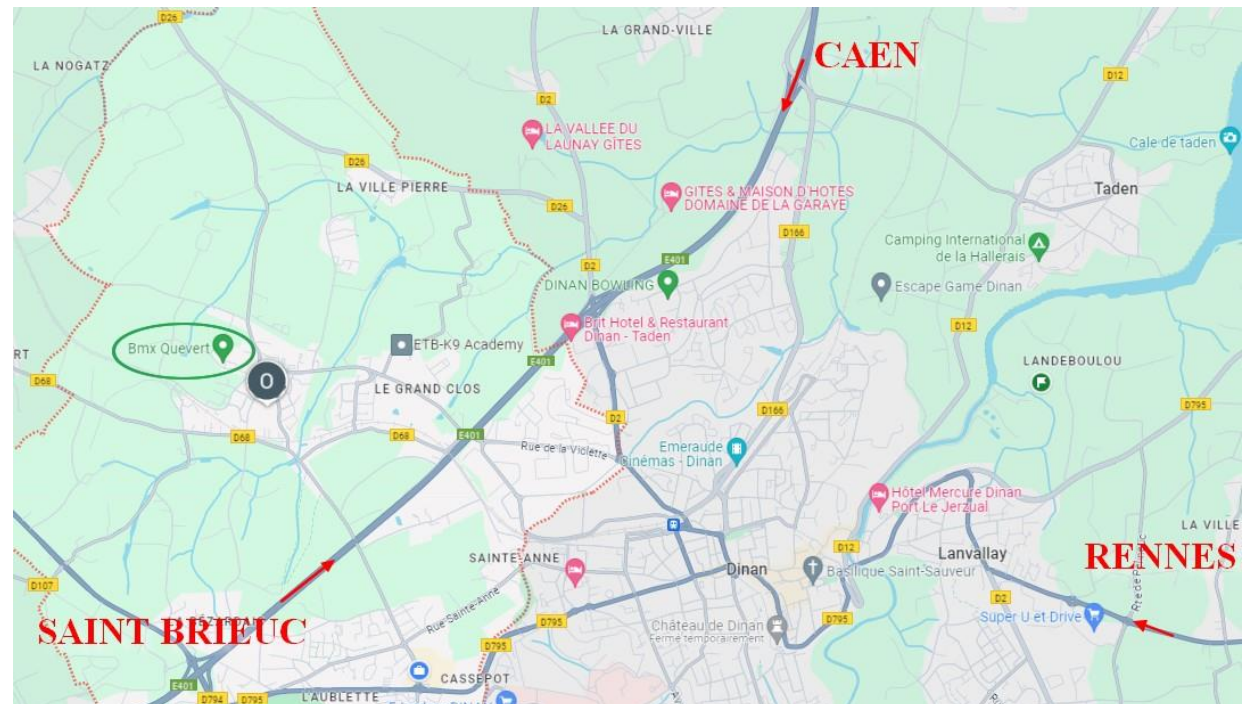 D26
LA GRAND-VILLE
CAEN
LA NOGATZ
D12
D2
LA VALLEE DU
LAUNAY GÎTES
Cale de taden
D26
LA VILLE PIERRE
GITES & MAISON D'HOTES
DOMAINE DE LA GARAYE
Taden
D26
D166
Camping International
de la Hallerais
E401
D2
DINAN BOWLING
Escape Game Dinan
Brit Hotel & Restaurant
Dinan - Taden
D12
Bmx Quévert
ETB-K9 Academy
RT
E401
LANDEBOULOU
D68
O
LE GRAND CLOS
D795
D2
D166
D68
D68
E401
Rue de la Violette
Emeraude
Cinémas - Dinan
Hôtel Mercure Dinan
Port Le Jerzual
LA VILLE
D12
Lanvallay
RENNES
SAINTE-ANNE
Dinan
Basilique Saint-Sauveur
D107
D2
Rue Sainte-Anne
Super U et Drive
SAINT BRIEUC
D795
D795
Château de Dinan
Fermé temporairement
D795
CASSEPOT
E401
D794
D795
LAUBLETTE